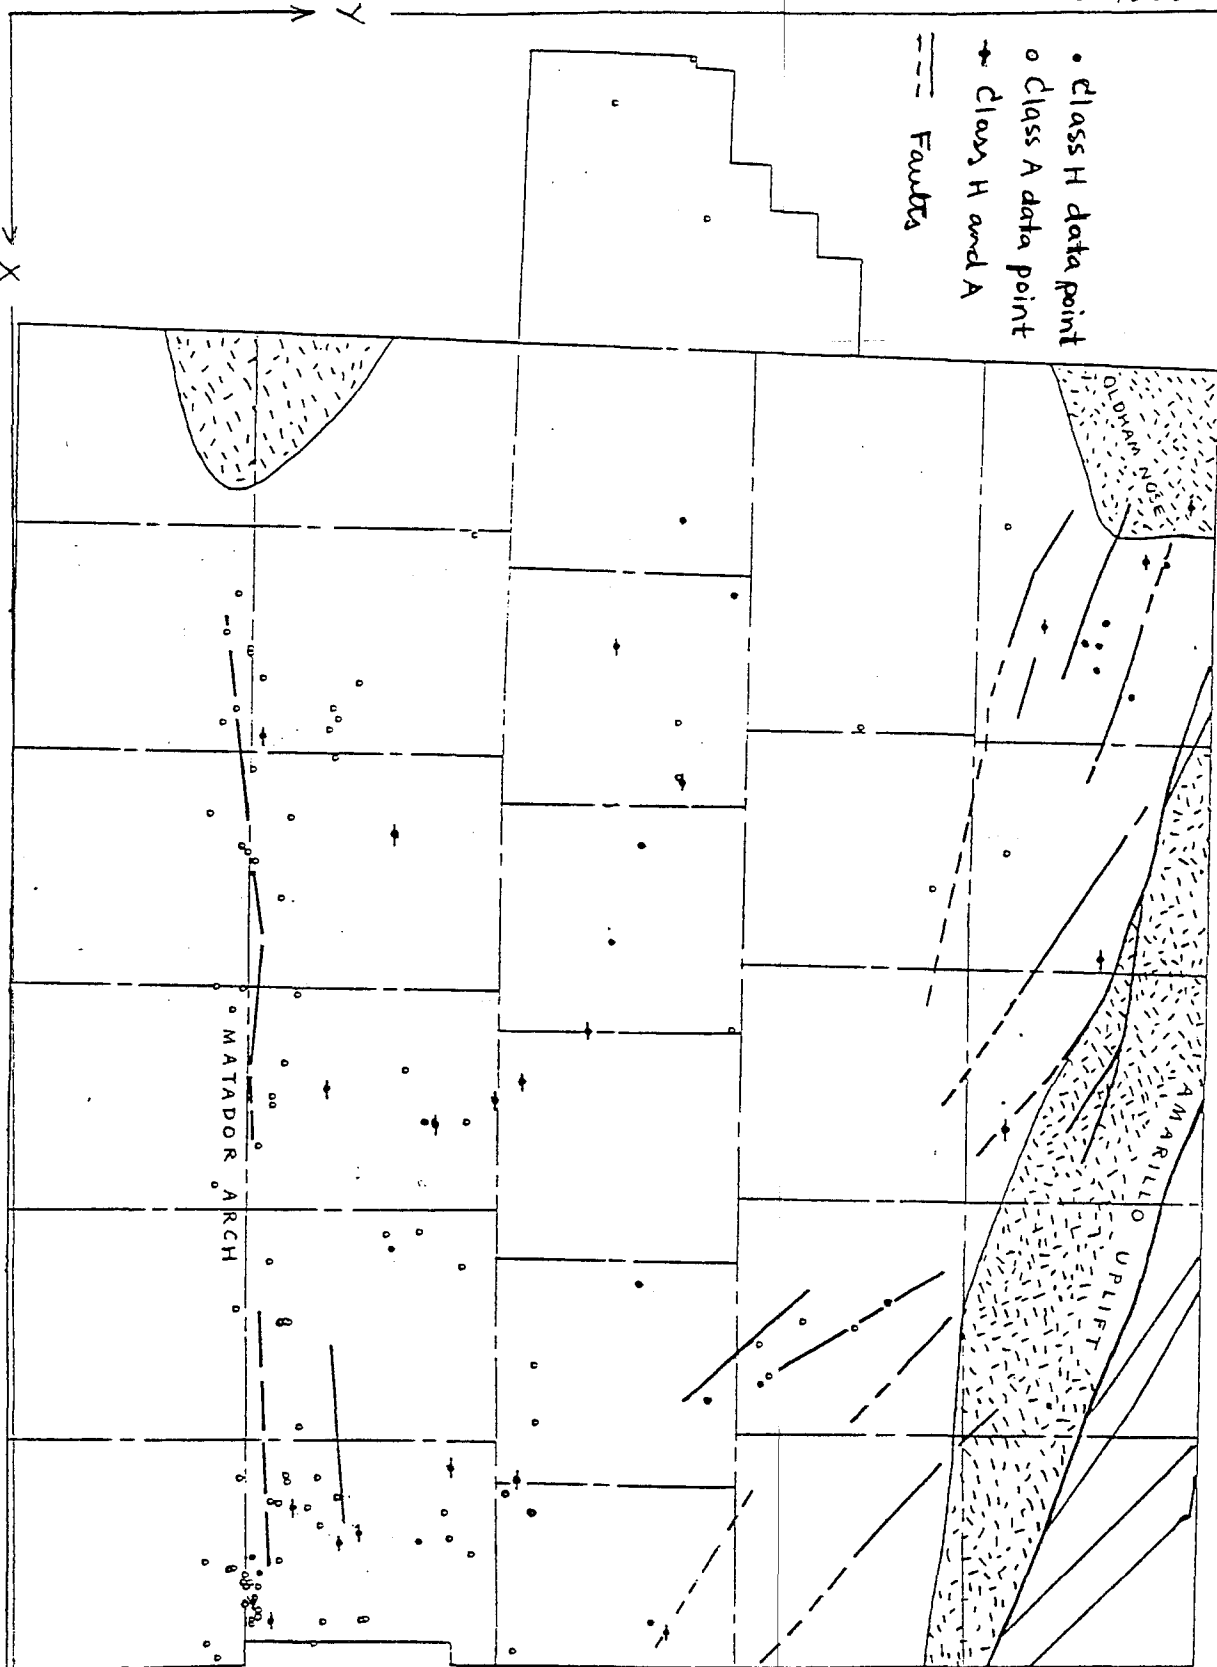 Y
X
• Class H data point
o Class A data point
Class H and A
Faults
OLDHAM NOSE
AMARILLO UPLIFT
MATADOR ARCH